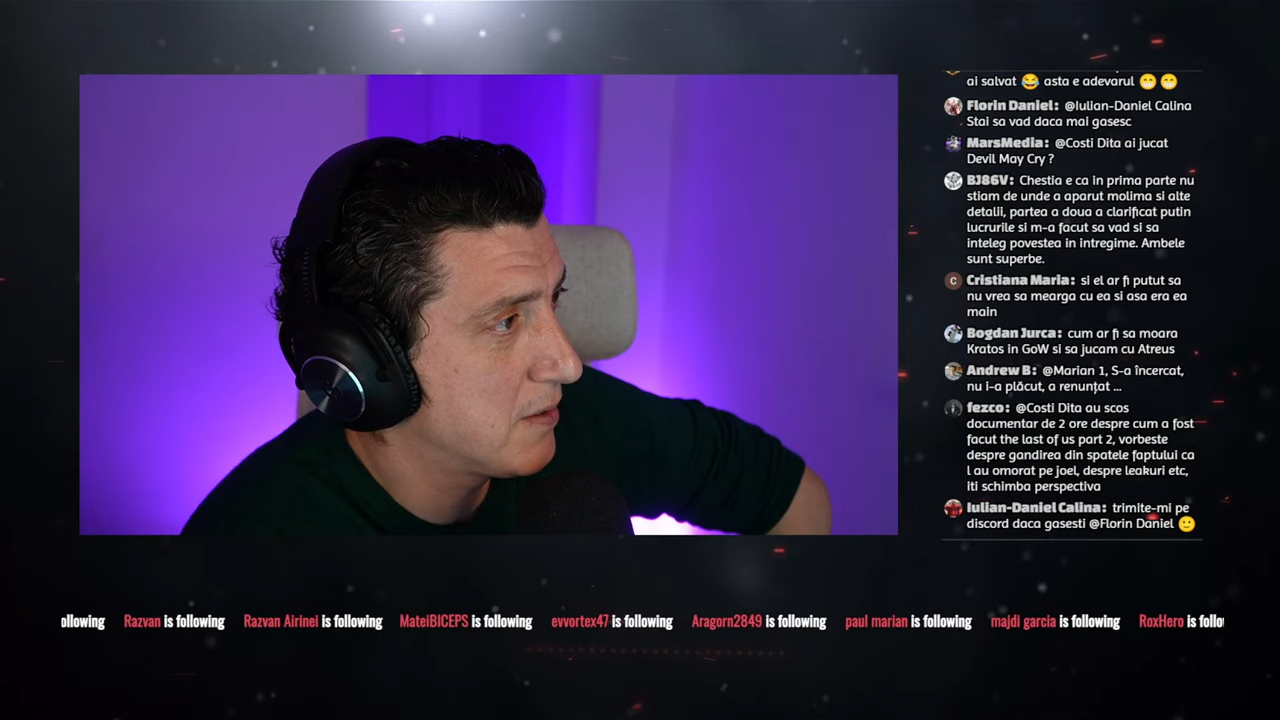 ai salvat 😂 asta e adevarul 😁 😁
Florin Daniel: @Iulian-Daniel Calina
Stai sa vad daca mai gasesc
MarsMedia: @Costi Dita ai jucat
Devil May Cry ?
BJ86V: Chestia e ca in prima parte nu
stiam de unde a aparut molima si alte
detalii, partea a doua a clarificat putin
lucrurile si m-a facut sa vad si sa
inteleg povestea in intregime. Ambele
sunt superbe.
C Cristiana Maria: si el ar fi putut sa
nu vrea sa mearga cu ea si asa era ea
main
Bogdan Jurca: cum ar fi sa moara
Kratos in GoW si sa jucam cu Atreus
Andrew B: @Marian 1, S-a încercat,
nu i-a plăcut, a renunțat ...
fezco: @Costi Dita au scos
documentar de 2 ore despre cum a fost
facut the last of us part 2, vorbeste
despre gandirea din spatele faptului ca
l au omorat pe joel, despre leakuri etc,
iti schimba perspectiva
Iulian-Daniel Calina: trimite-mi pe
discord daca gasesti @Florin Daniel 🙂
ollowing Razvan is following Razvan Airinei is following MateiBICEPS is following evvortex47 is following Aragorn2849 is following paul marian is following majdi garcia is following RoxHero is follo